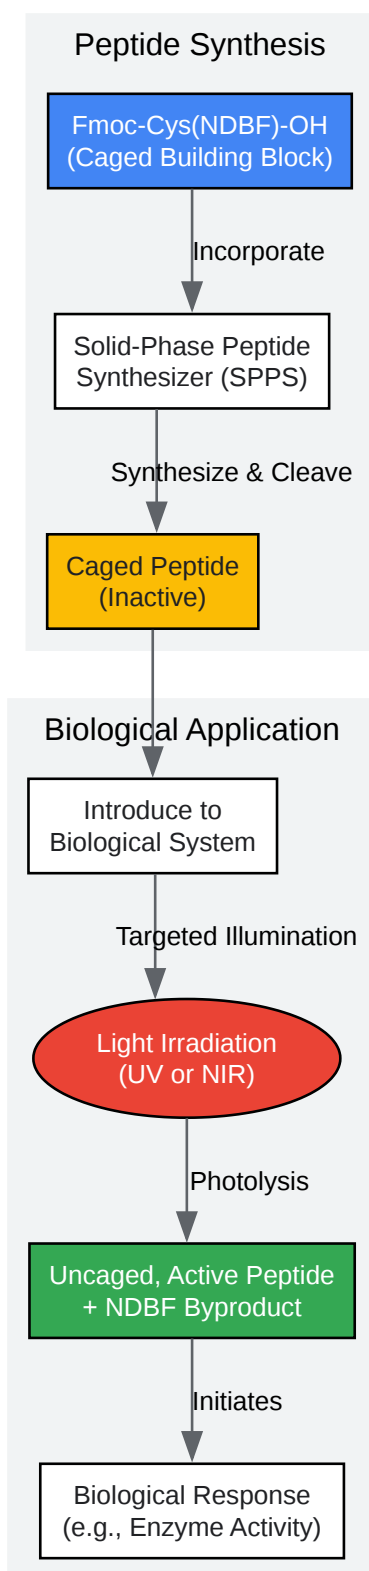 Peptide Synthesis
Fmoc-Cys(NDBF)-OH
(Caged Building Block)
Incorporate
Solid-Phase Peptide
Synthesizer (SPPS)
Synthesize & Cleave
Caged Peptide
(Inactive)
Biological Application
Introduce to
Biological System
Targeted Illumination
Light Irradiation
(UV or NIR)
Photolysis
Uncaged, Active Peptide
+ NDBF Byproduct
Initiates
Biological Response
(e.g., Enzyme Activity)